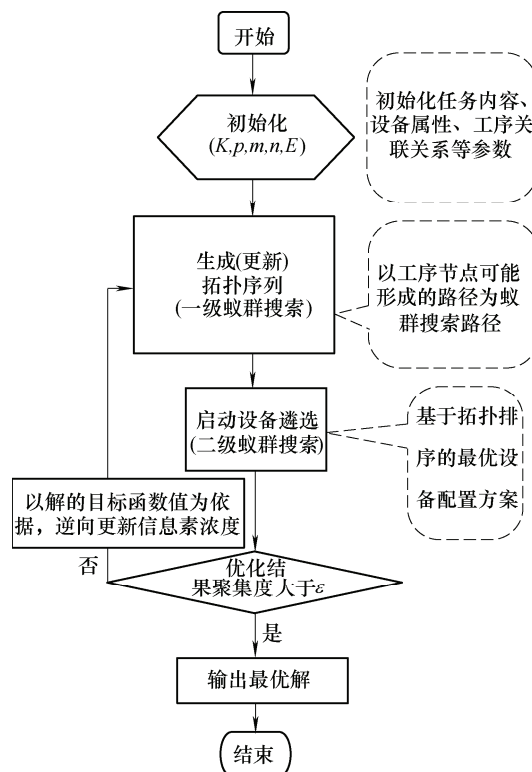 开始
初始化
(K,p,m,n,E)
初始化任务内容、
设备属性、工序关
联关系等参数
生成(更新)
拓扑序列
(一级蚁群搜索)
以工序节点可能
形成的路径为蚁
群搜索路径
启动设备遴选
(二级蚁群搜索)
基于拓扑排
序的最优设
备配置方案
以解的目标函数值为依
据，逆向更新信息素浓度
否
优化结
果聚集度人于ε
是
输出最优解
结束